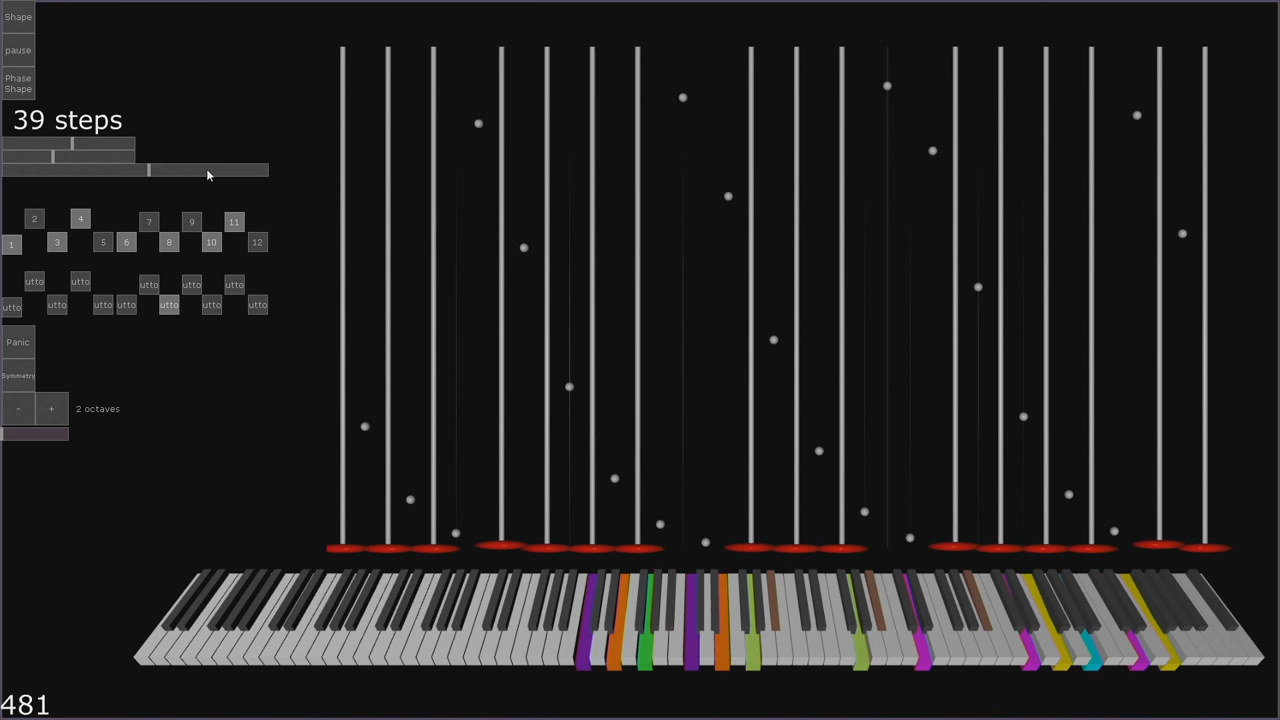 Shape
pause
Phase
Shape
39 steps
2 4 7 9 11
1 3 5 6 8 10 12
utto utto utto utto utto
utto utto utto utto utto utto utto
Panic
Symmetry
- + 2 octaves
481